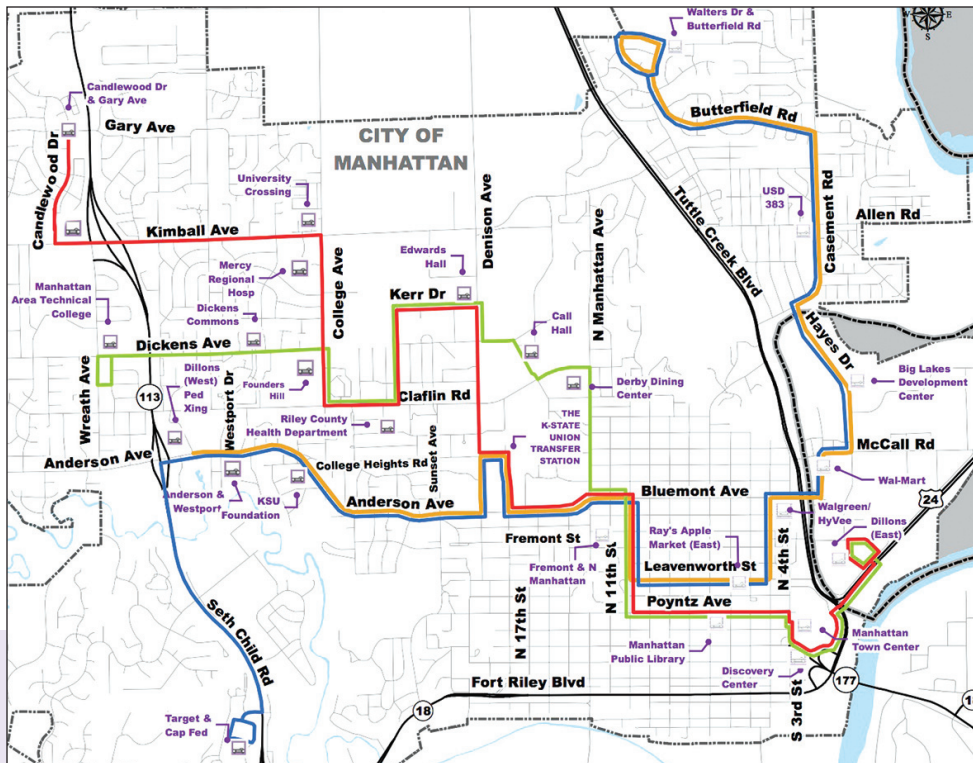 Walters Dr &
Butterfield Rd
W
E
S
Candlewood Dr
& Gary Ave
Gary Ave
CITY OF
MANHATTAN
Butterfield Rd
University
Crossing
Candlewood Dr
Kimball Ave
Denison Ave
Edwards
Hall
N Manhattan Ave
Tuttle Creek Blvd
USD
383
Casement Rd
Allen Rd
Mercy
Regional
Hosp
College Ave
Manhattan
Area Technical
College
Dickens
Commons
Kerr Dr
Call
Hall
Hayes Dr
Dickens Ave
Wreath Ave
113
Dillons
(West)
Ped
Xing
Westport Dr
Founders
Hill
Claflin Rd
Derby Dining
Center
Big Lakes
Development
Center
Riley County
Health Department
THE
K-STATE
UNION
TRANSFER
STATION
McCall Rd
Anderson Ave
College Heights Rd
Sunset Ave
Wal-Mart
Anderson &
Westport
KSU
Foundation
Anderson Ave
Bluemont Ave
24
Walgreen/
HyVee
Dillons
(East)
Fremont St
Ray's Apple
Market (East)
N 4th St
Fremont & N
Manhattan
Leavenworth St
N 11th St
Poyntz Ave
N 17th St
Seth Child Rd
Manhattan
Public Library
Manhattan
Town Center
Discovery
Center
Fort Riley Blvd
177
S 3rd St
18
Target &
Cap Fed